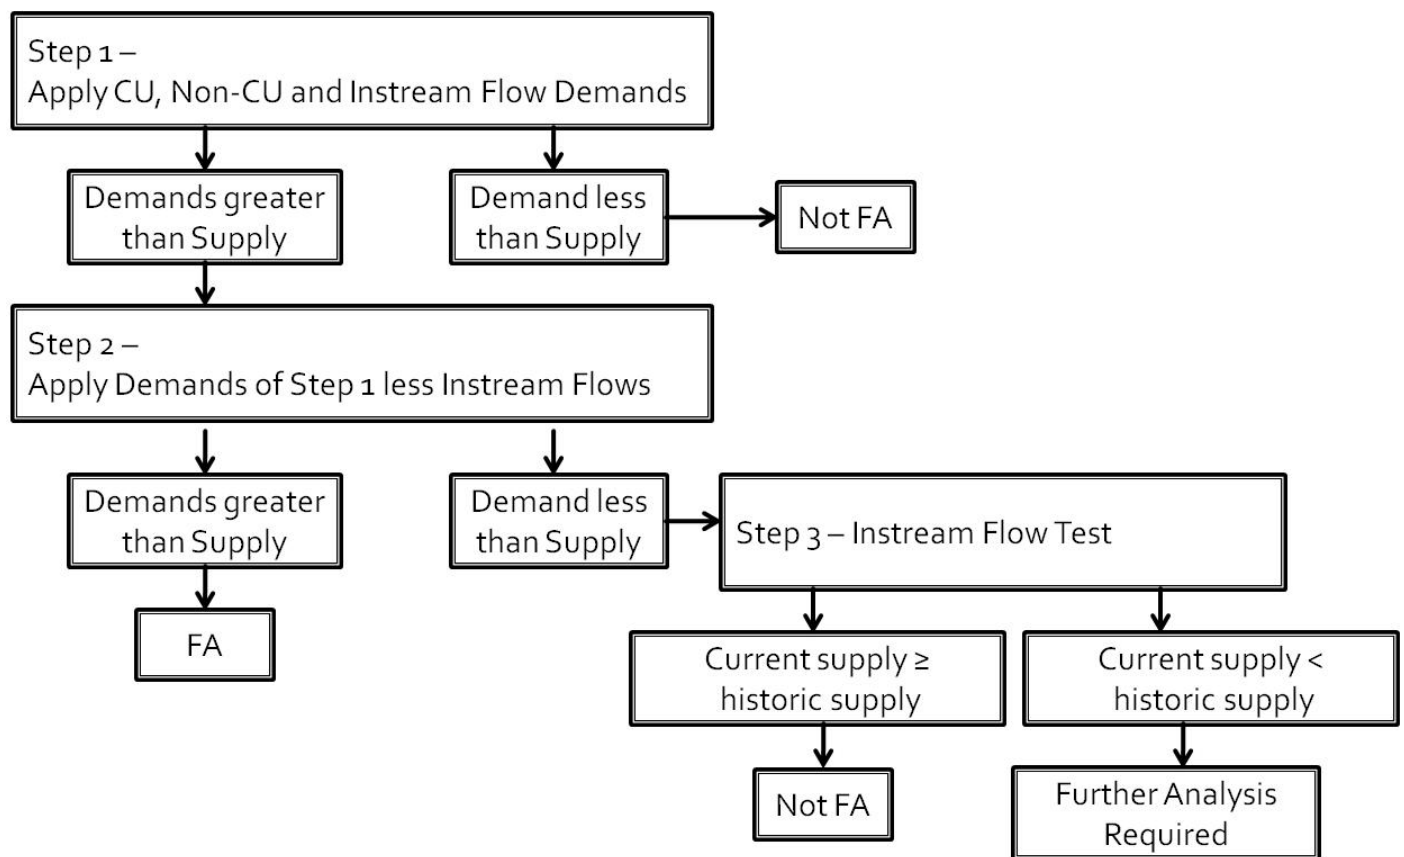 Step 1 –
Apply CU, Non-CU and Instream Flow Demands
Demands greater
than Supply
Demand less
than Supply
Not FA
Step 2 –
Apply Demands of Step 1 less Instream Flows
Demands greater
than Supply
Demand less
than Supply
Step 3 – Instream Flow Test
FA
Current supply ≥
historic supply
Current supply <
historic supply
Not FA
Further Analysis
Required